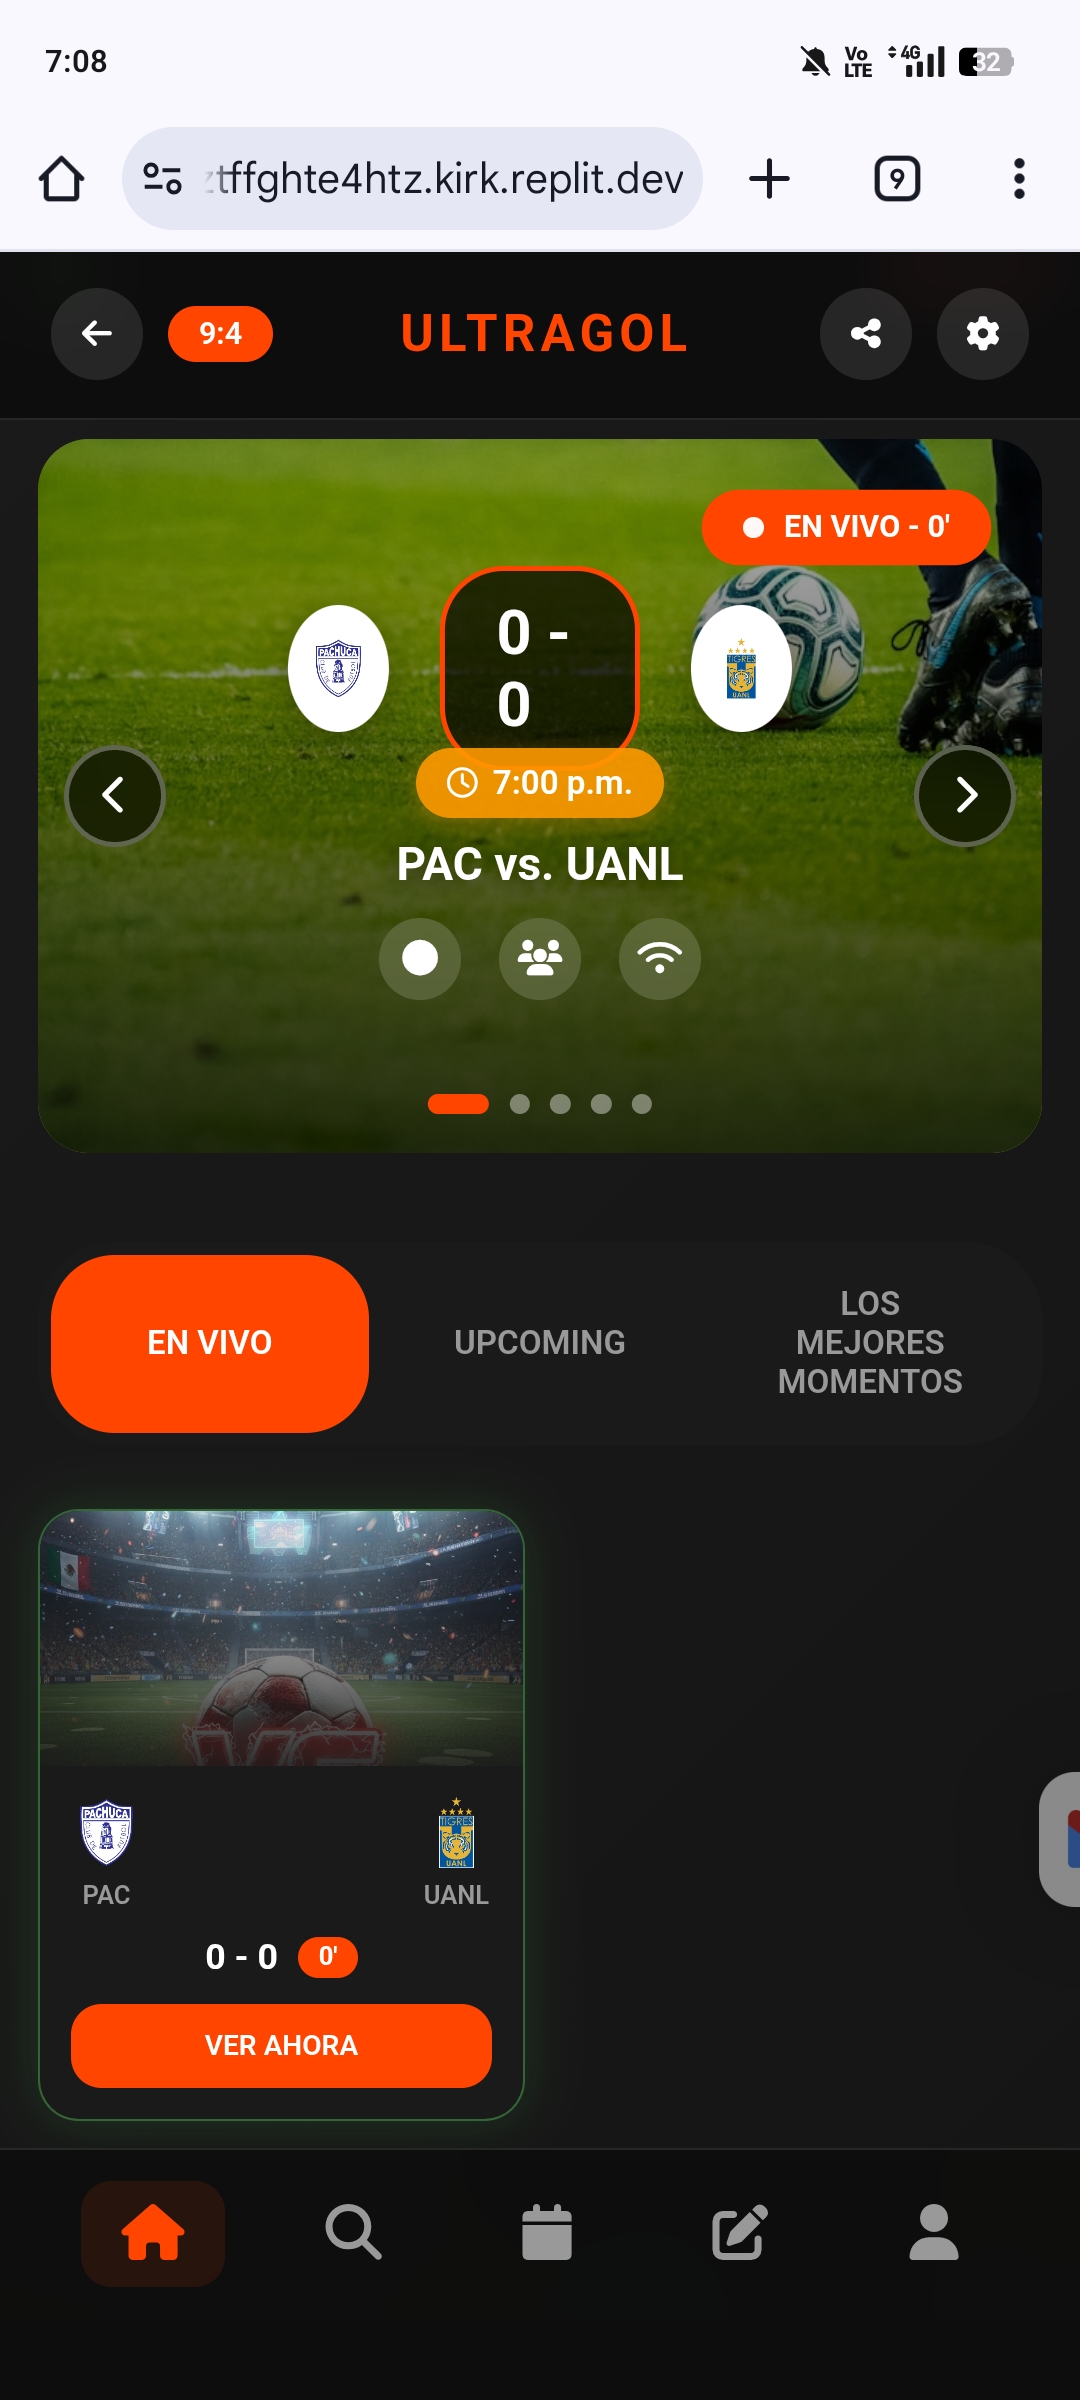 7:08
Vo
LTE
4G
32
ztffghte4htz.kirk.replit.dev
9
9:4
ULTRAGOL
EN VIVO - 0'
0 -
0
PACHUCA
TIGRES
UANL
7:00 p.m.
PAC vs. UANL
EN VIVO
UPCOMING
LOS
MEJORES
MOMENTOS
VS
PACHUCA
TIGRES
UANL
PAC
UANL
0 - 0
0'
VER AHORA